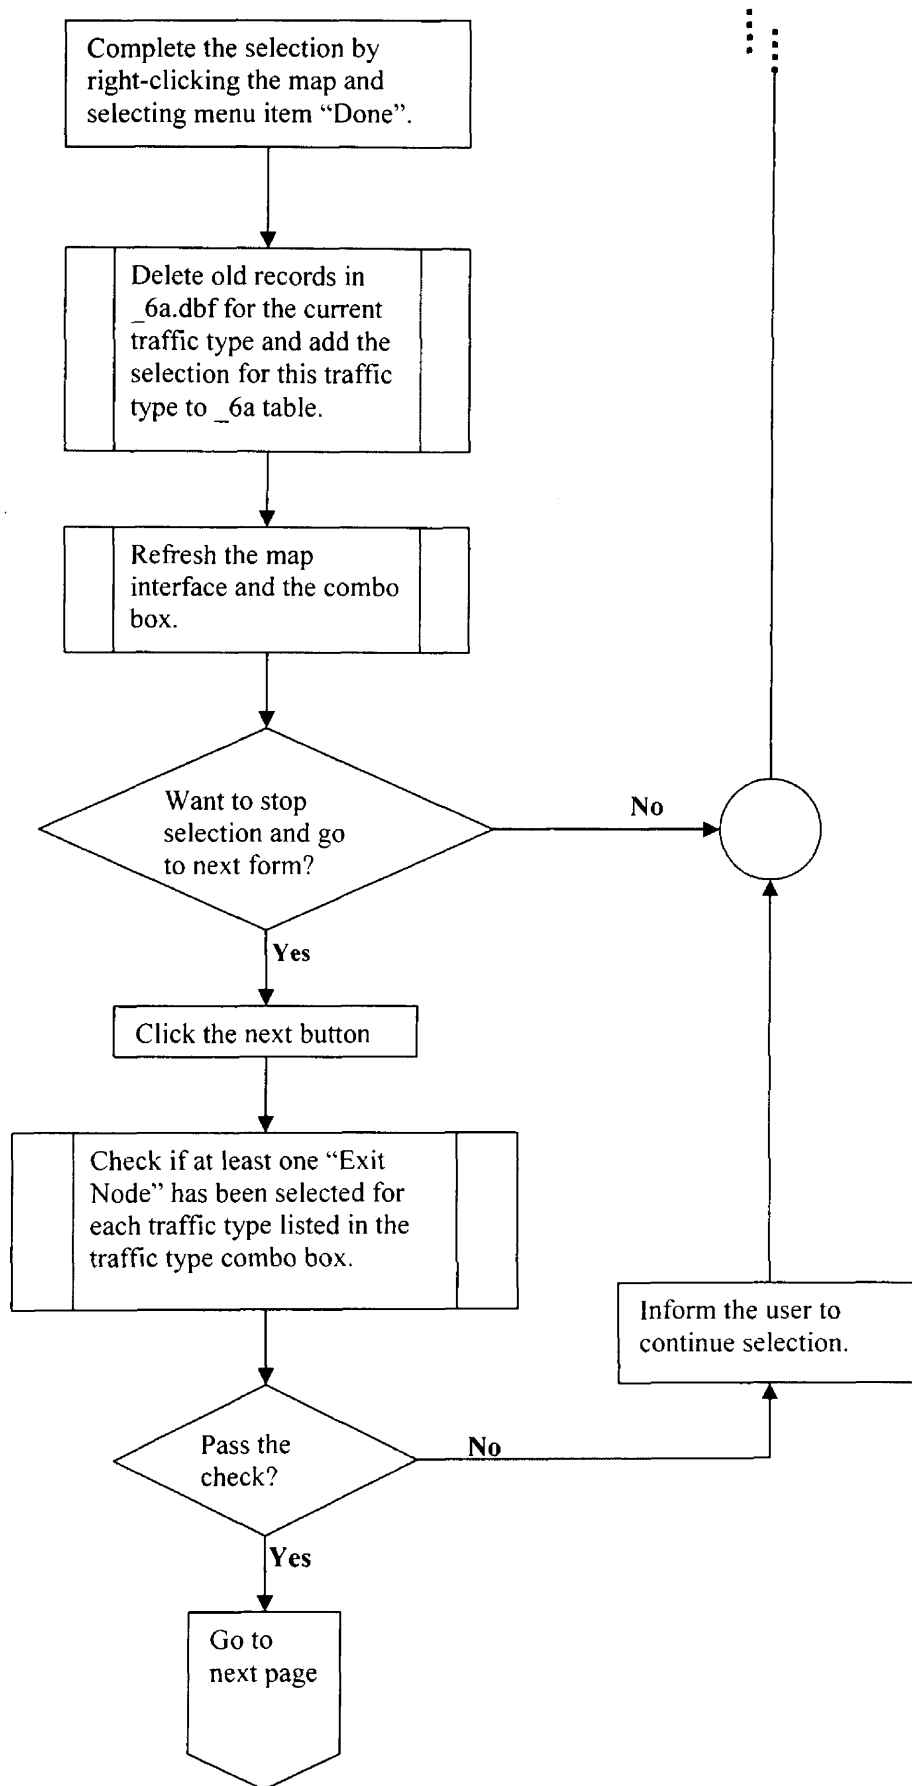 Complete the selection by
right-clicking the map and
selecting menu item “Done”.
Delete old records in
_6a.dbf for the current
traffic type and add the
selection for this traffic
type to _6a table.
Refresh the map
interface and the combo
box.
Want to stop
selection and go
to next form?
No
Yes
Click the next button
Check if at least one “Exit
Node” has been selected for
each traffic type listed in the
traffic type combo box.
Inform the user to
continue selection.
Pass the
check?
No
Yes
Go to
next page